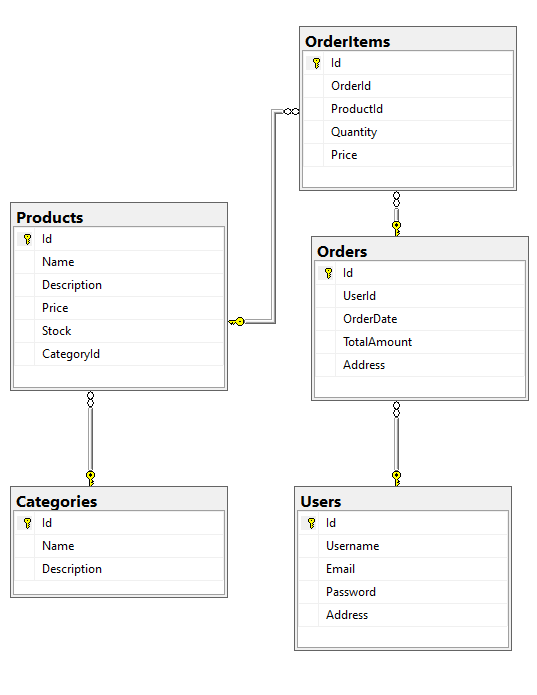 OrderItems
Id
OrderId
ProductId
Quantity
Price
Products
Id
Name
Description
Price
Stock
CategoryId
Orders
Id
UserId
OrderDate
TotalAmount
Address
Categories
Id
Name
Description
Users
Id
Username
Email
Password
Address